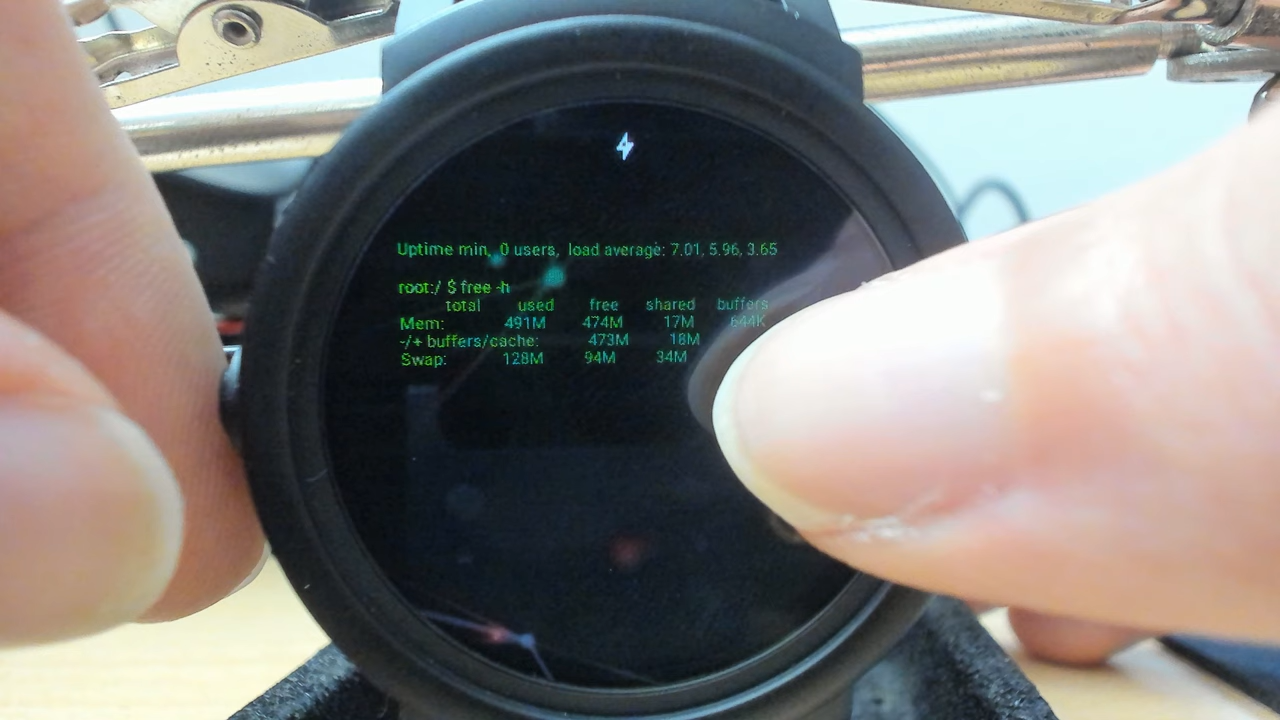 Uptime min, 0 users, load average: 7.01, 5.96, 3.65
root:/ $ free -h
total used free shared buffers
Mem: 491M 474M 17M 644K
-/+ buffers/cache: 473M 18M
Swap: 128M 94M 34M